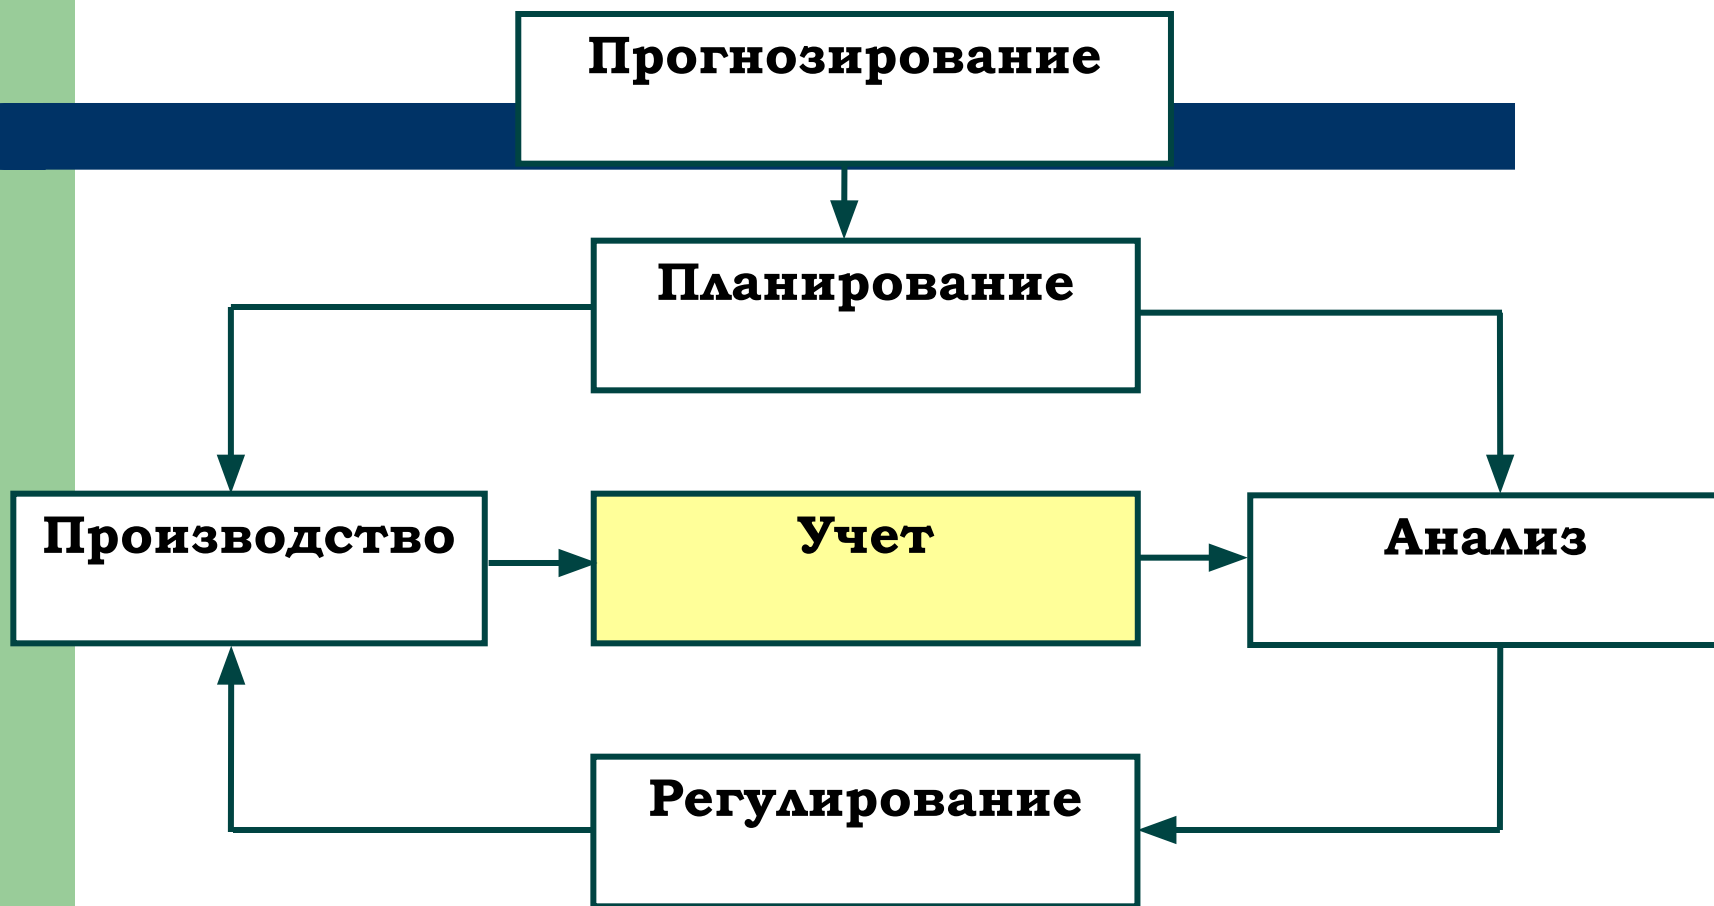 Прогнозирование
Планирование
Производство
Учет
Анализ
Регулирование